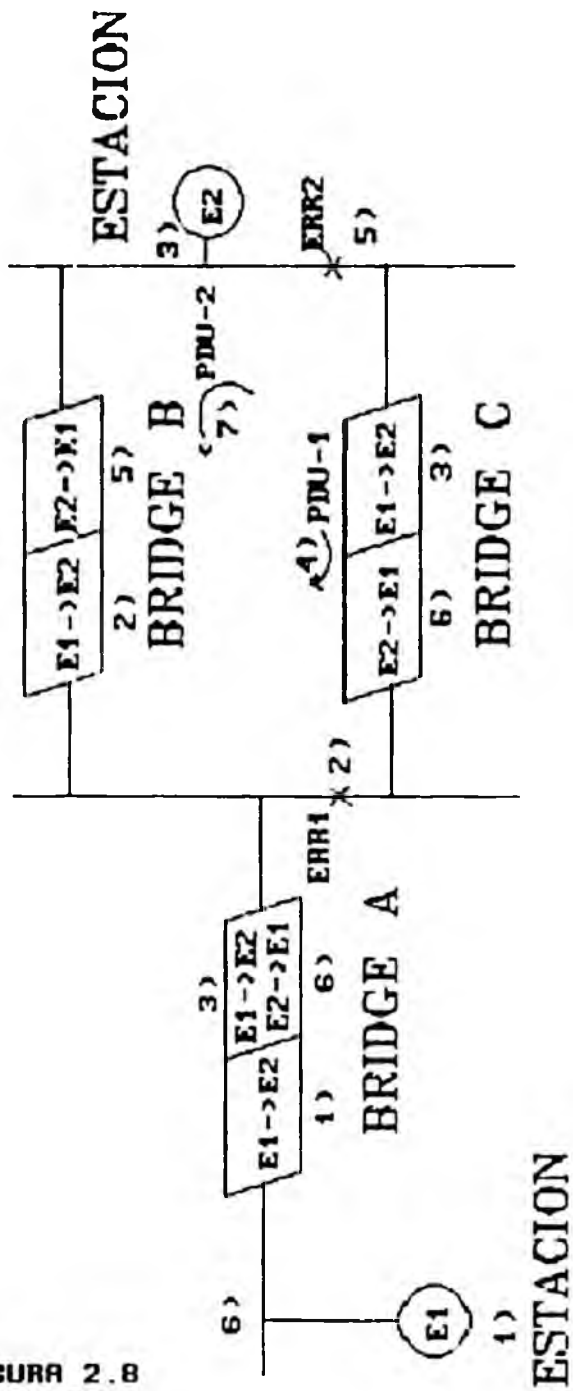 ESTACION
3)
E2
PDU-2
7)
ERR2
5)
E1->E2
E2->E1
2)
5)
BRIDGE B
4)
PDU-1
E2->E1
E1->E2
6)
3)
BRIDGE C
2)
ERR1
3)
E1->E2
E1->E2
E2->E1
1)
6)
BRIDGE A
6)
E1
1)
ESTACION
GURA 2.8